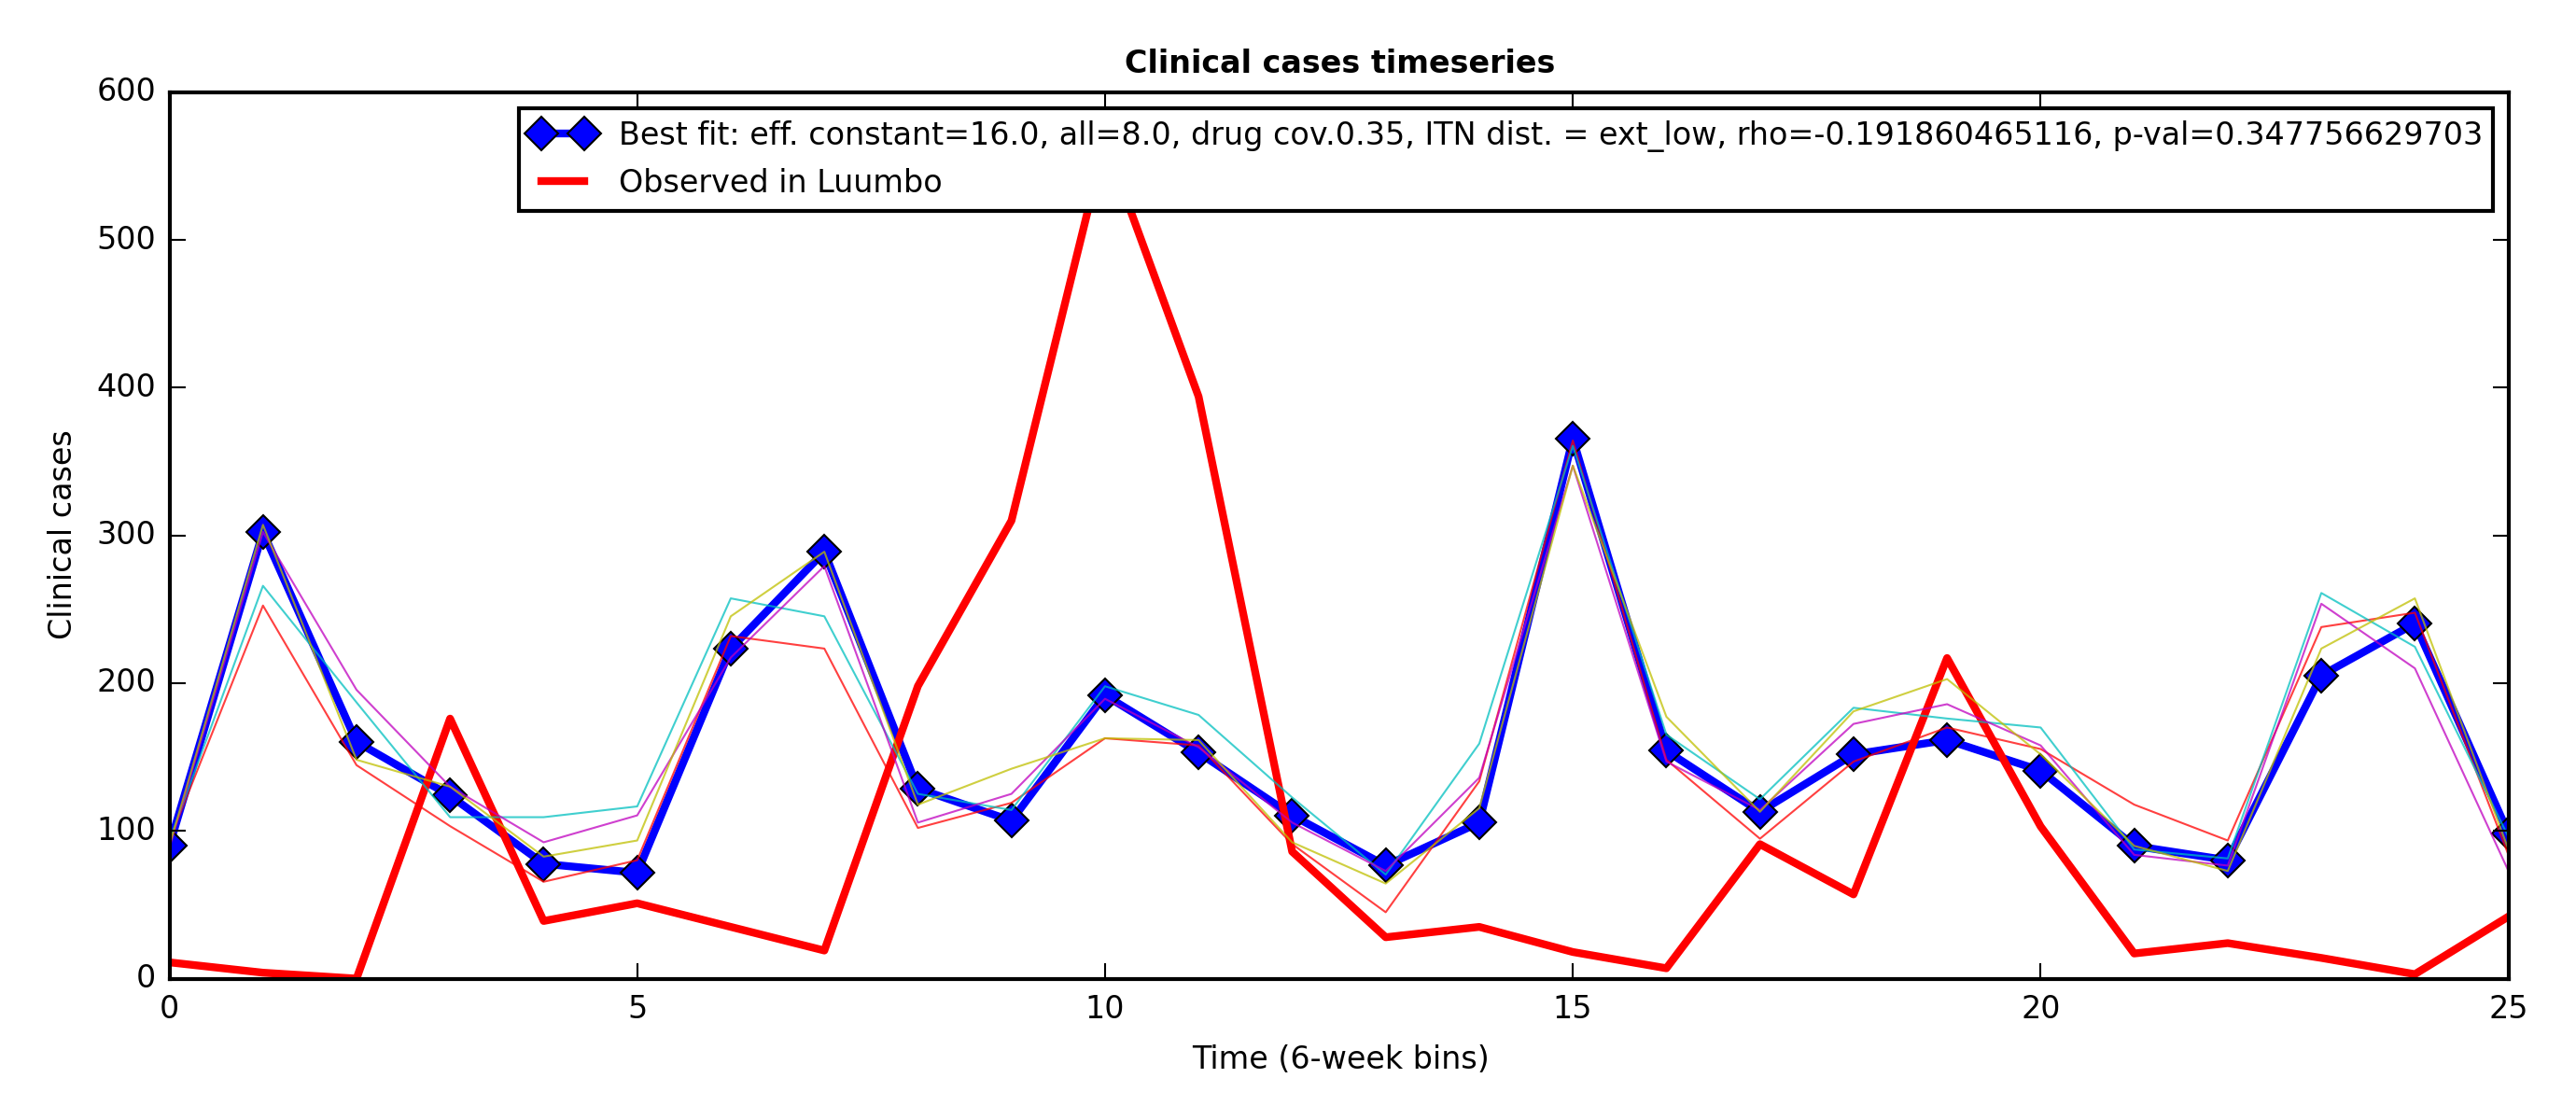 Clinical cases timeseries
600
500
400
300
200
100
0
Clinical cases
Best fit: eff. constant=16.0, all=8.0, drug cov.0.35, ITN dist. = ext_low, rho=-0.191860465116, p-val=0.347756629703
Observed in Luumbo
0 5 10 15 20 25
Time (6-week bins)